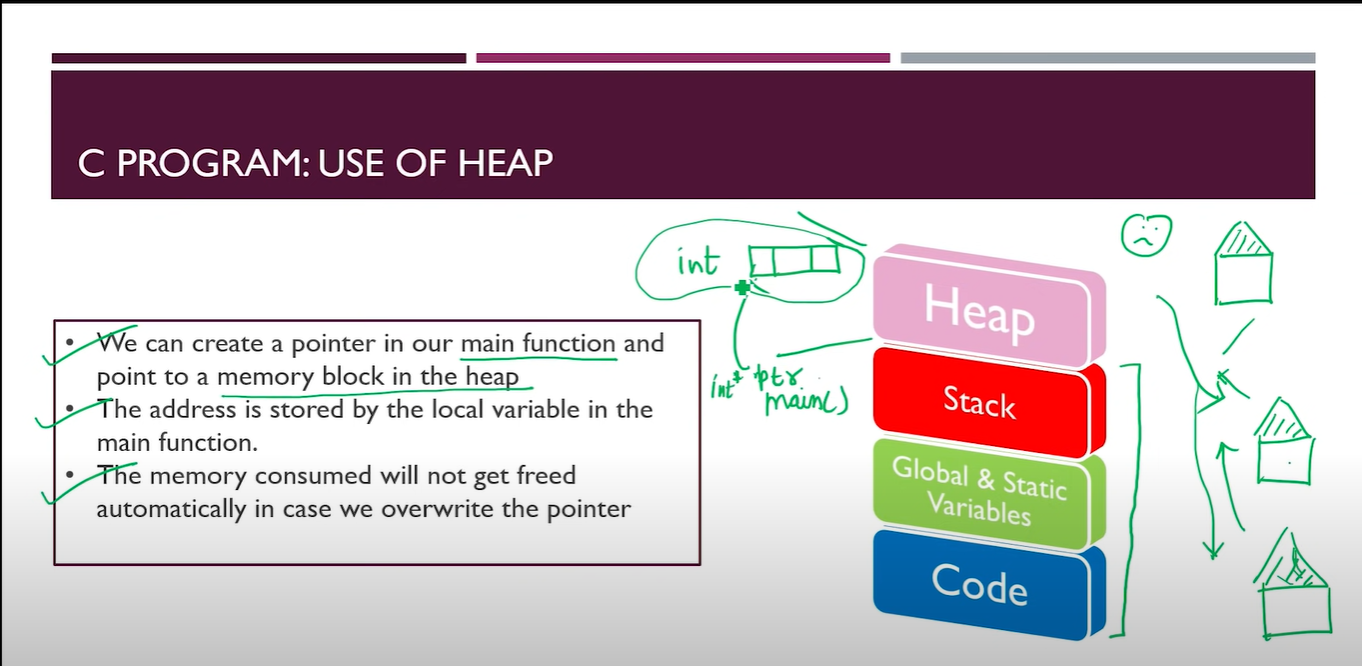 C PROGRAM: USE OF HEAP
int
• We can create a pointer in our main function and
point to a memory block in the heap
• The address is stored by the local variable in the
main function.
• The memory consumed will not get freed
automatically in case we overwrite the pointer
int* ptr
main()
Heap
Stack
Global & Static
Variables
Code